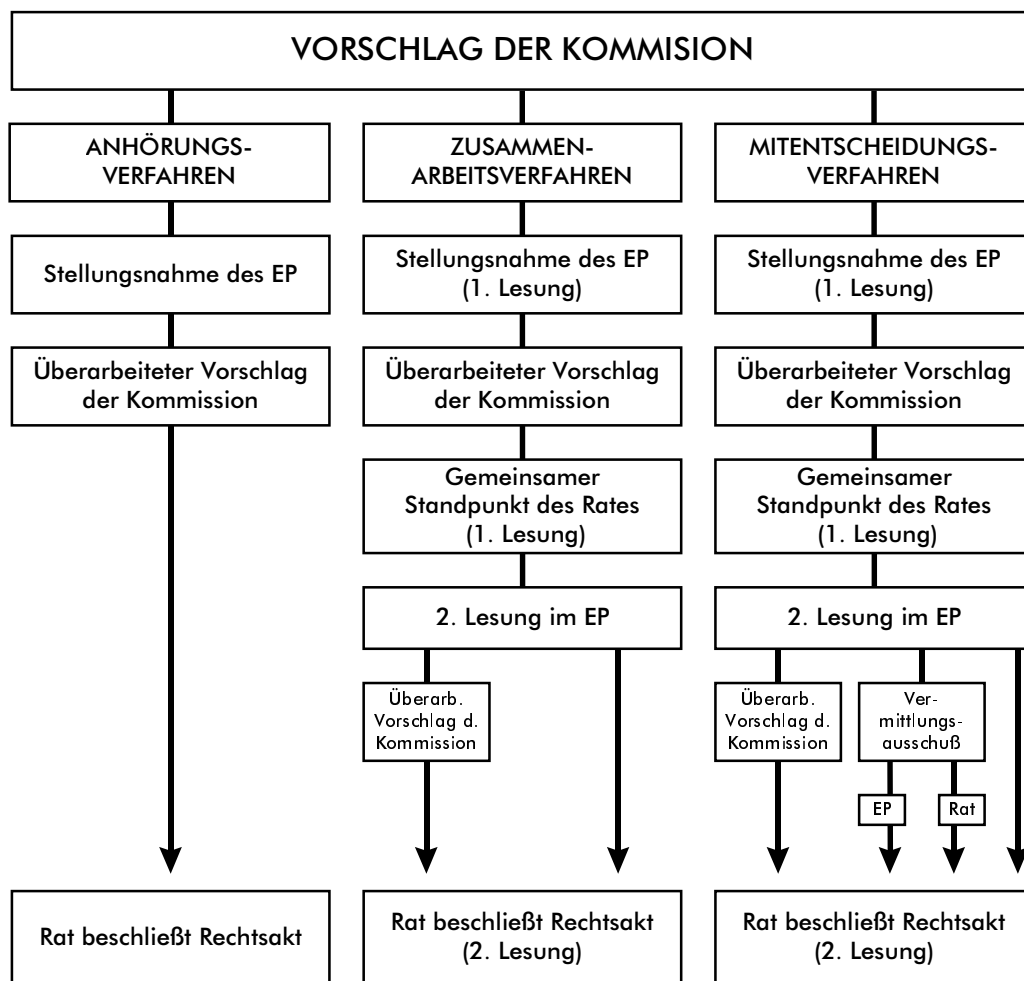 VORSCHLAG DER KOMMISION
ANHÖRUNGS-
VERFAHREN
Stellungsnahme des EP
Überarbeiteter Vorschlag
der Kommission
Rat beschließt Rechtsakt
ZUSAMMEN-
ARBEITSVERFAHREN
Stellungsnahme des EP
(1. Lesung)
Überarbeiteter Vorschlag
der Kommission
Gemeinsamer
Standpunkt des Rates
(1. Lesung)
2. Lesung im EP
Überarb.
Vorschlag d.
Kommission
Rat beschließt Rechtsakt
(2. Lesung)
MITENTSCHEIDUNGS-
VERFAHREN
Stellungsnahme des EP
(1. Lesung)
Überarbeiteter Vorschlag
der Kommission
Gemeinsamer
Standpunkt des Rates
(1. Lesung)
2. Lesung im EP
Überarb.
Vorschlag d.
Kommission
Ver-
mittlungs-
ausschuß
EP
Rat
Rat beschließt Rechtsakt
(2. Lesung)